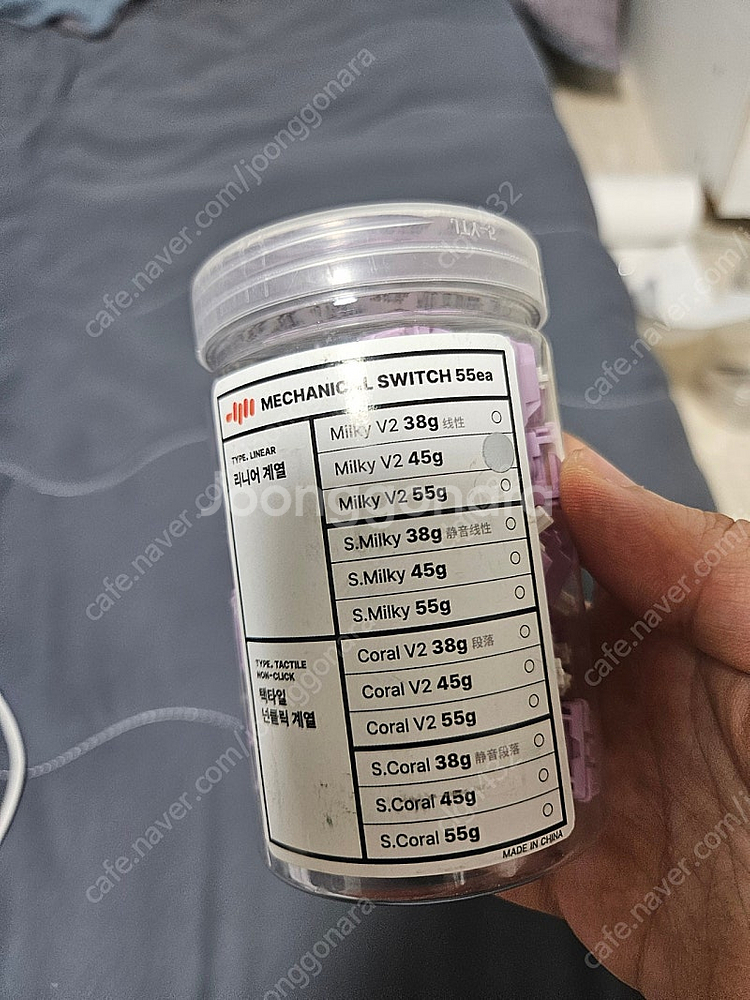 MECHANICAL SWITCH 55ea
TYPE. LINEAR
리니어 계열
Milky V2 38g 线性
Milky V2 45g
Milky V2 55g
S.Milky 38g 静音线性
S.Milky 45g
S.Milky 55g
TYPE. TACTILE
NON-CLICK
택타일
넌클릭 계열
Coral V2 38g 段落
Coral V2 45g
Coral V2 55g
S.Coral 38g 静音段落
S.Coral 45g
S.Coral 55g
MADE IN CHINA
Joonggonara
cafe.naver.com/joonggonara